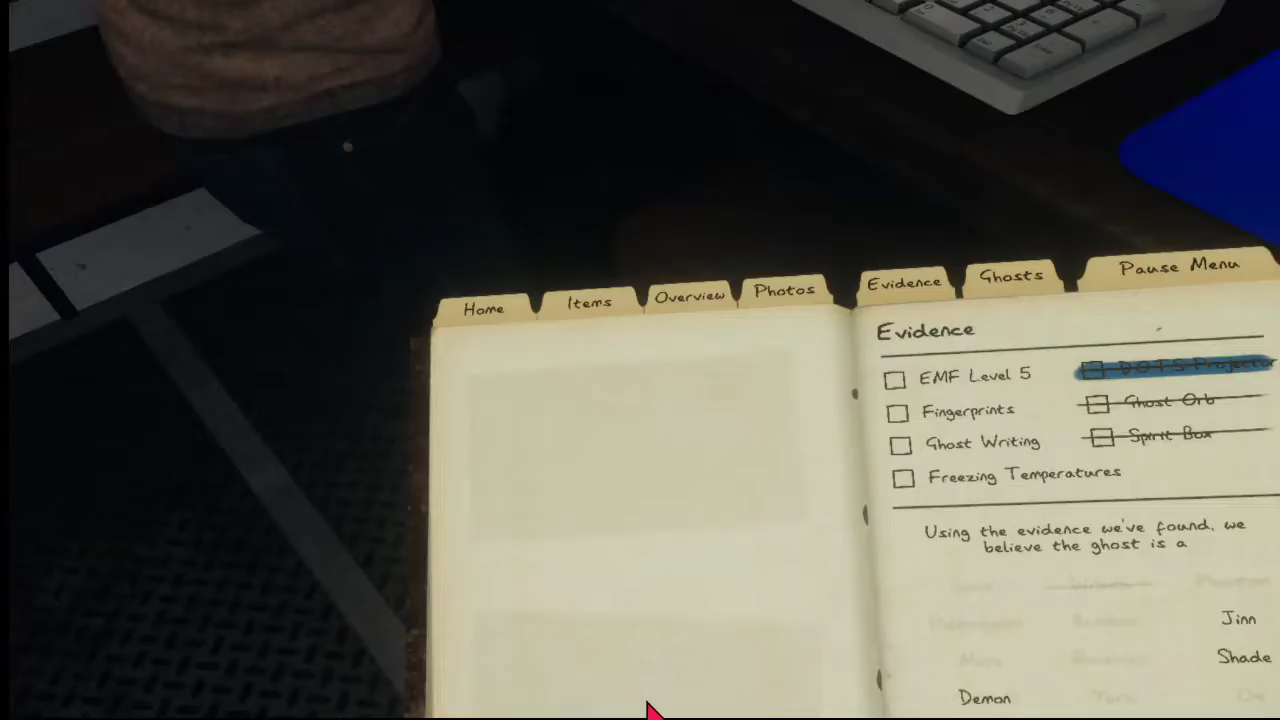 Home Items Overview Photos Evidence Ghosts Pause Menu
Evidence
EMF Level 5 D.O.T.S Projector
Fingerprints Ghost Orb
Ghost Writing Spirit Box
Freezing Temperatures
Using the evidence we've found, we
believe the ghost is a
Jinn
Shade
Demon